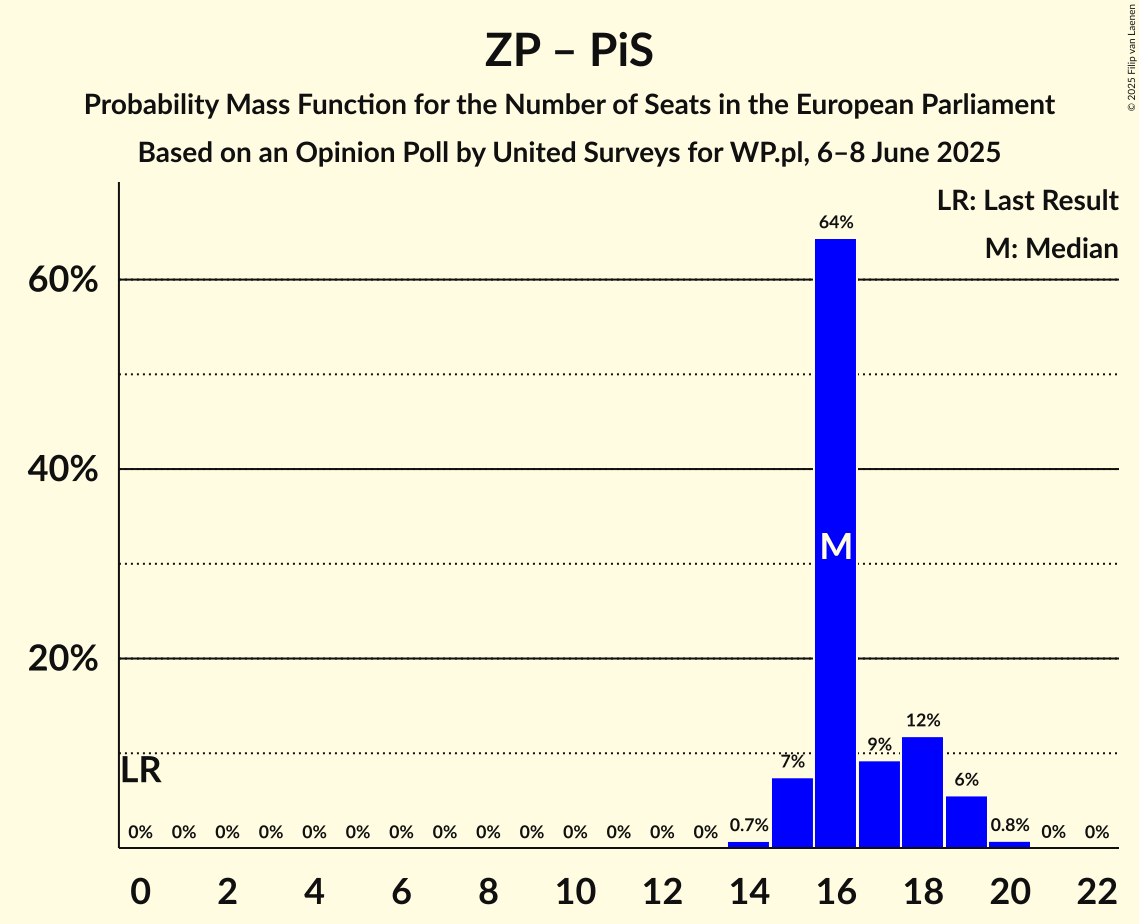 ZP – PiS
Probability Mass Function for the Number of Seats in the European Parliament
Based on an Opinion Poll by United Surveys for WP.pl, 6–8 June 2025
© 2025 Filip van Laenen
LR: Last Result
M: Median
60%
40%
20%
64%
M
12%
9%
7%
6%
LR
0% 0% 0% 0% 0% 0% 0% 0% 0% 0% 0% 0% 0% 0% 0.7% 0.8% 0% 0%
0 2 4 6 8 10 12 14 16 18 20 22